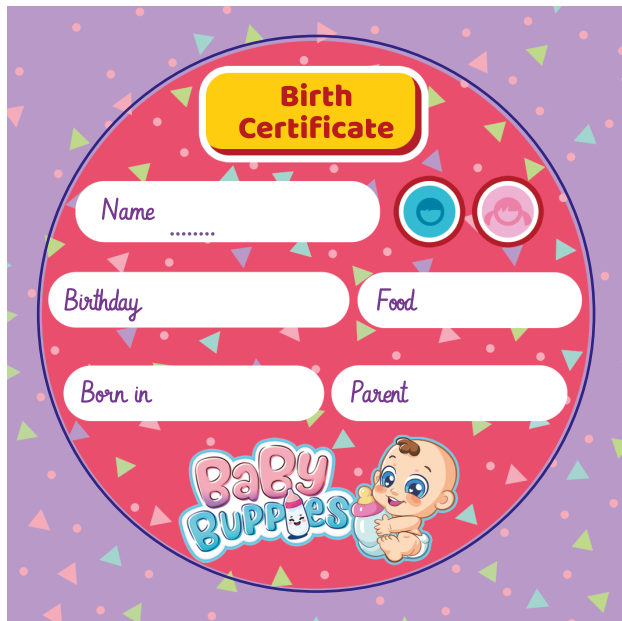 Birth
Certificate
Name ........
Birthday
Food
Born in
Parent
BaBy
BUPPies